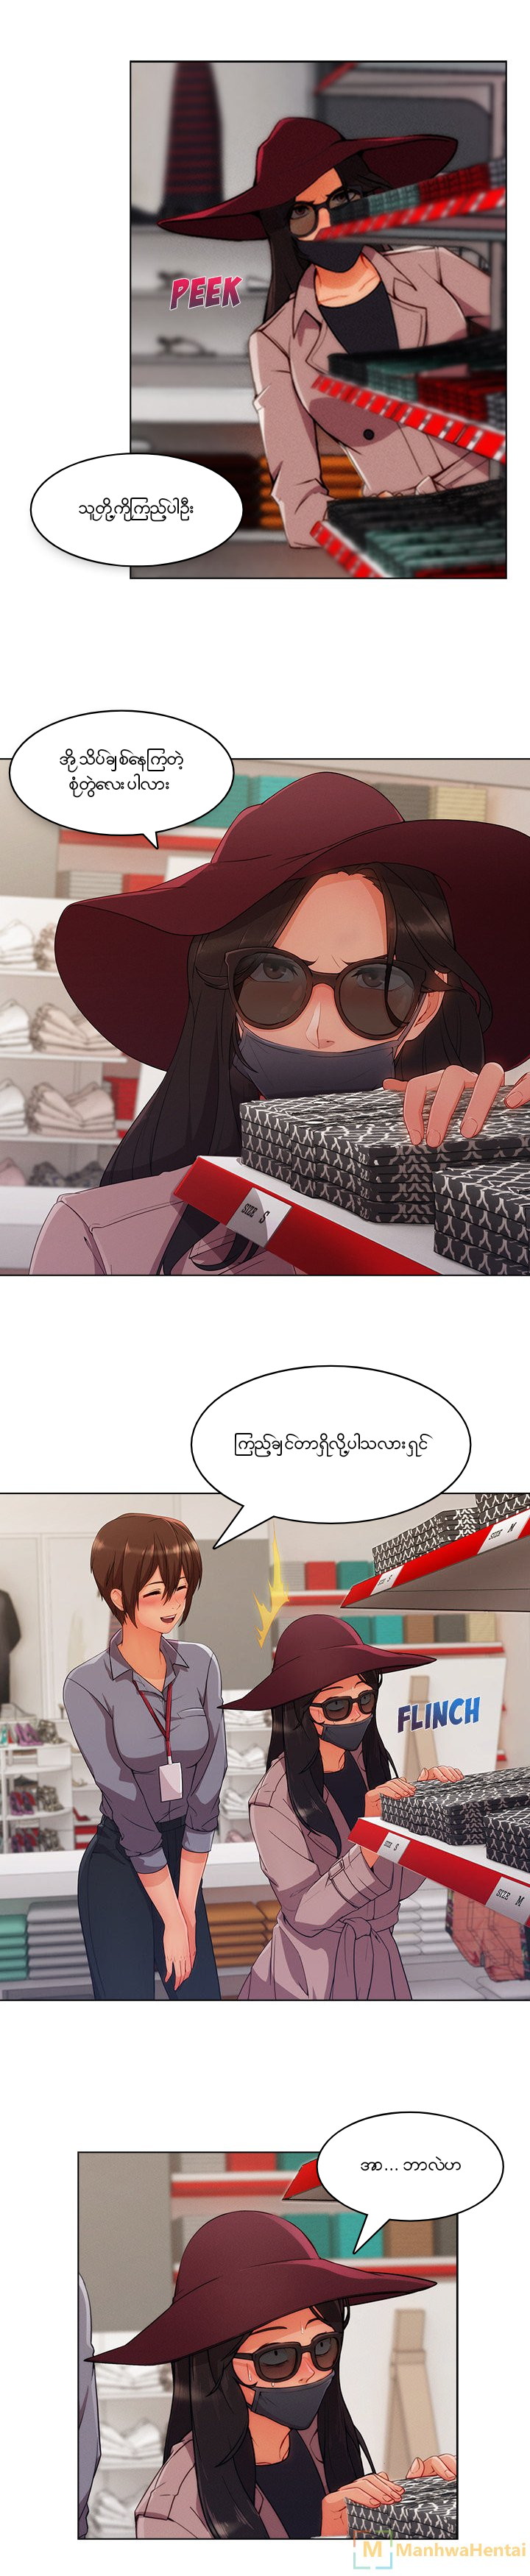 PEEK
သူတို့ကိုကြည့်ပါဦး
အို သိပ်ချစ်နေကြတဲ့
စုံတွဲလေးပါလား
SIZE S
ကြည့်ချင်တာရှိလို့ပါသလားရှင်
SIZE M
SIZE S
FLINCH
SIZE S
SIZE M
အာ... ဘာလဲဟ
M ManhwaHentai